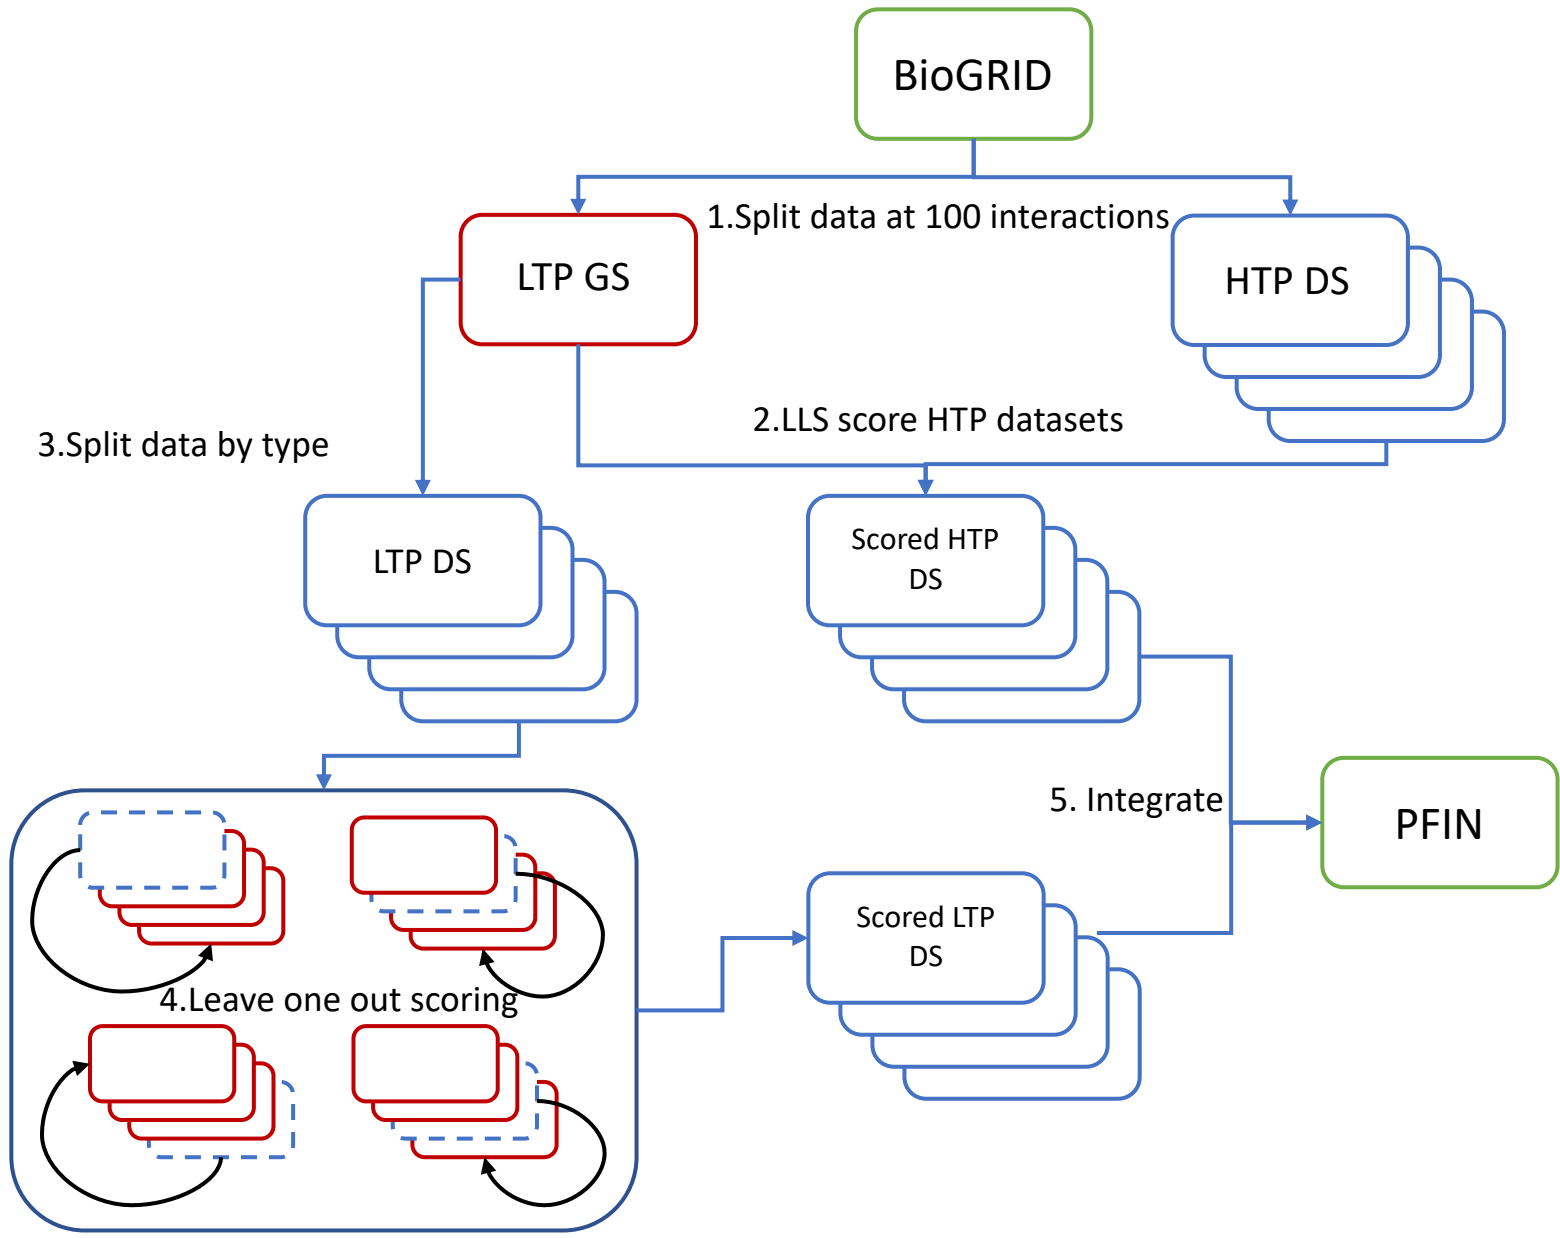 BioGRID
1.Split data at 100 interactions
LTP GS
HTP DS
2.LLS score HTP datasets
3.Split data by type
LTP DS
Scored HTP
DS
5. Integrate
PFIN
Scored LTP
DS
4.Leave one out scoring